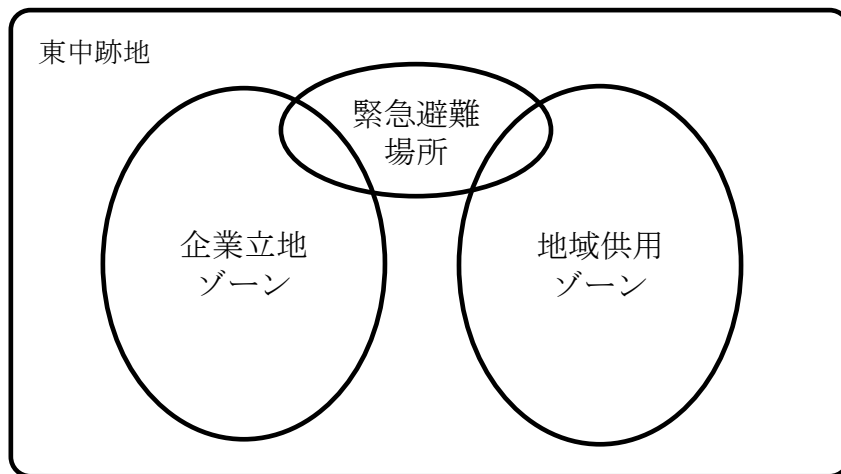 東中跡地
緊急避難
場所
企業立地
ゾーン
地域供用
ゾーン